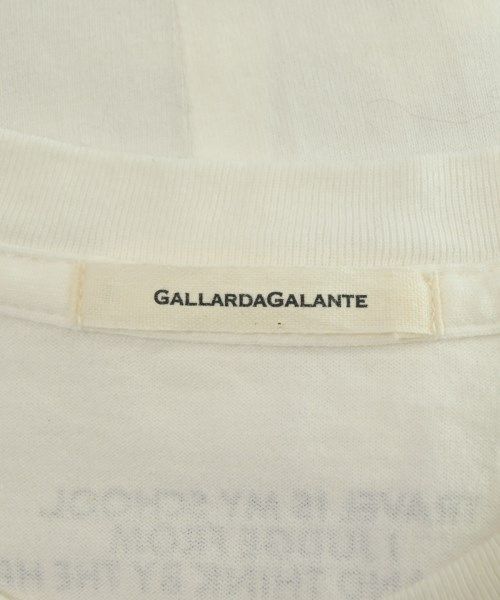 GALLARDAGALANTE
TRAVEL IS MY SCHOOL
I JUDGE FROM
AND THINK BY THE